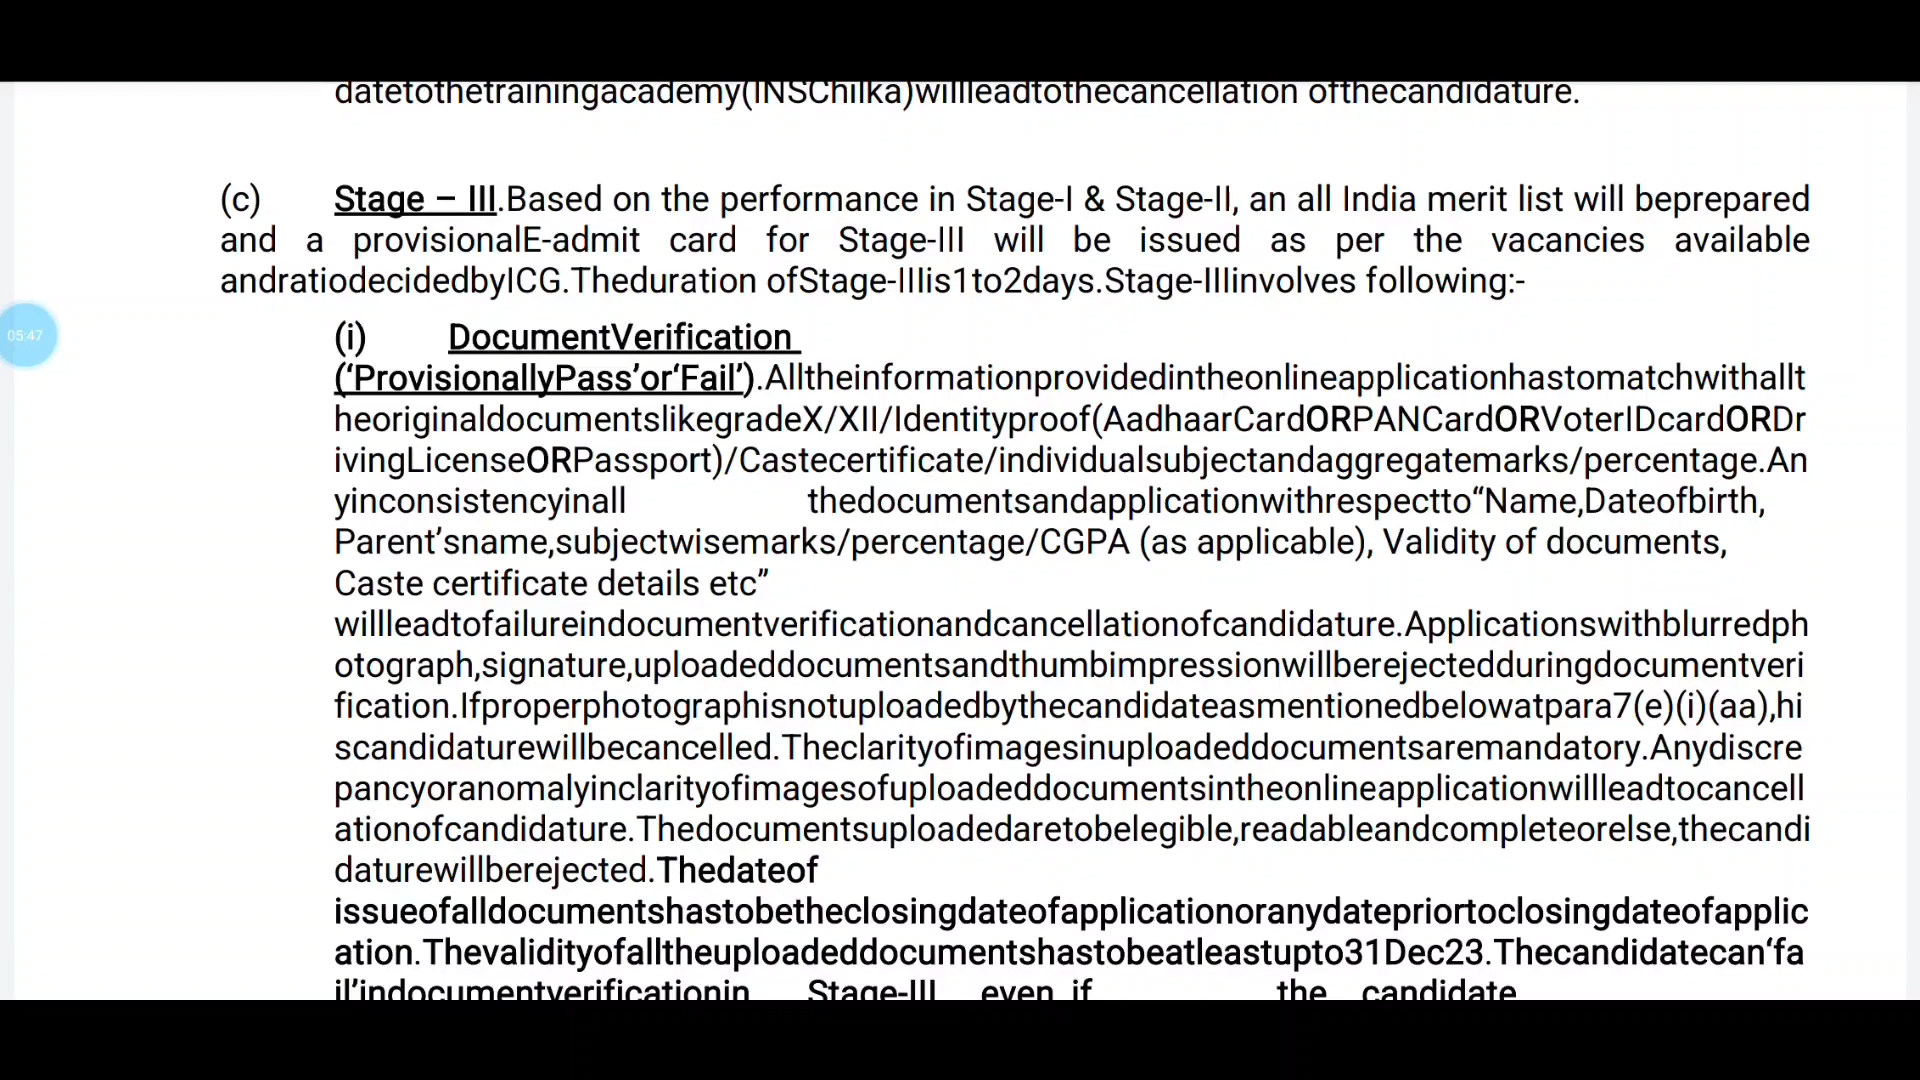 datetothetrainingacademy(INSChilka)willleadtothecancellation ofthecandidature.
(c) Stage – III.Based on the performance in Stage-I & Stage-II, an all India merit list will beprepared
and a provisionalE-admit card for Stage-III will be issued as per the vacancies available
andratiodecidedbyICG.Theduration ofStage-IIIis1to2days.Stage-IIIinvolves following:-
05:47
(i) DocumentVerification
(‘ProvisionallyPass’or‘Fail’).Alltheinformationprovidedintheonlineapplicationhastomatchwithallt
heoriginaldocumentslikegradeX/XII/Identityproof(AadhaarCardORPANCardORVoterIDcardORDr
ivingLicenseORPassport)/Castecertificate/individualsubjectandaggregatemarks/percentage.An
yinconsistencyinall thedocumentsandapplicationwithrespectto“Name,Dateofbirth,
Parent’sname,subjectwisemarks/percentage/CGPA (as applicable), Validity of documents,
Caste certificate details etc”
willleadtofailureindocumentverificationandcancellationofcandidature.Applicationswithblurredph
otograph,signature,uploadeddocumentsandthumbimpressionwillberejectedduringdocumentveri
fication.Ifproperphotographisnotuploadedbythecandidateasmentionedbelowatpara7(e)(i)(aa),hi
scandidaturewillbecancelled.Theclarityofimagesinuploadeddocumentsaremandatory.Anydiscre
pancyoranomalyinclarityofimagesofuploadeddocumentsintheonlineapplicationwillleadtocancell
ationofcandidature.Thedocumentsuploadedaretobelegible,readableandcompleteorelse,thecandi
daturewillberejected.Thedateof
issueofalldocumentshastobetheclosingdateofapplicationoranydatepriortoclosingdateofapplic
ation.Thevalidityofalltheuploadeddocumentshastobeatleastupto31Dec23.Thecandidatecan‘fa
il’indocumentverificationin Stage-III even if the candidate